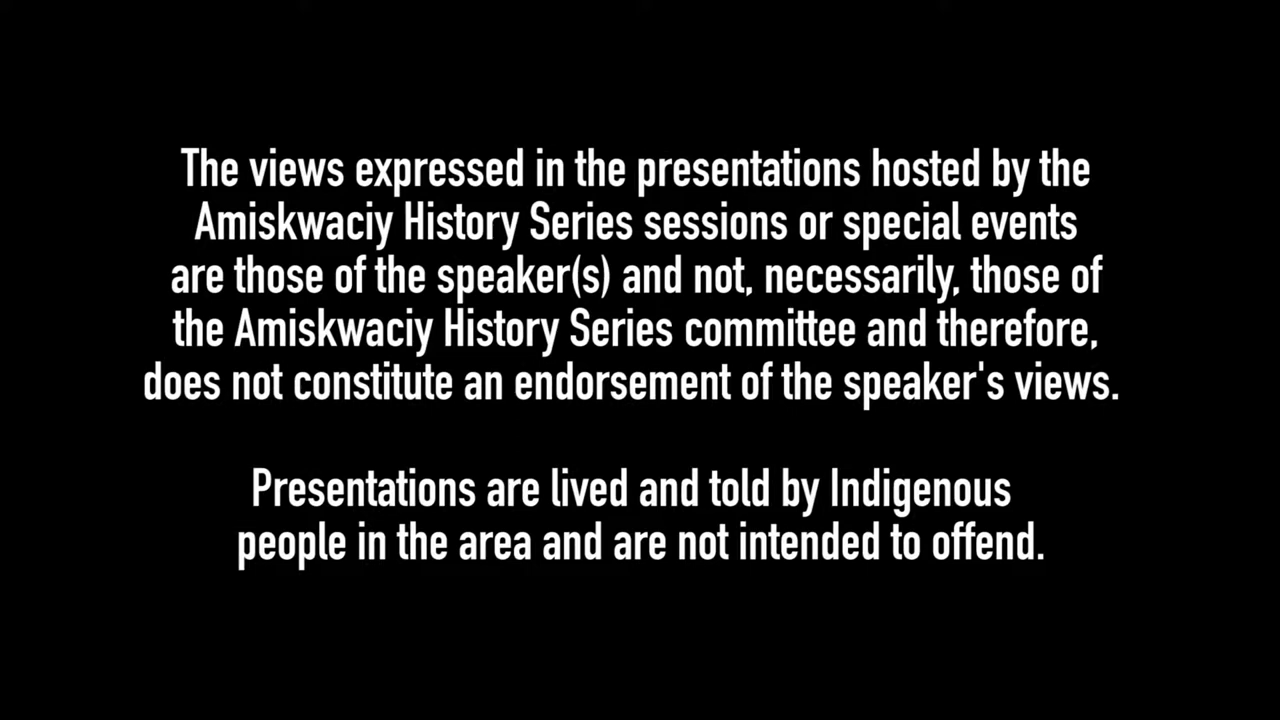 The views expressed in the presentations hosted by the
Amiskwaciy History Series sessions or special events
are those of the speaker(s) and not, necessarily, those of
the Amiskwaciy History Series committee and therefore,
does not constitute an endorsement of the speaker's views.
Presentations are lived and told by Indigenous
people in the area and are not intended to offend.